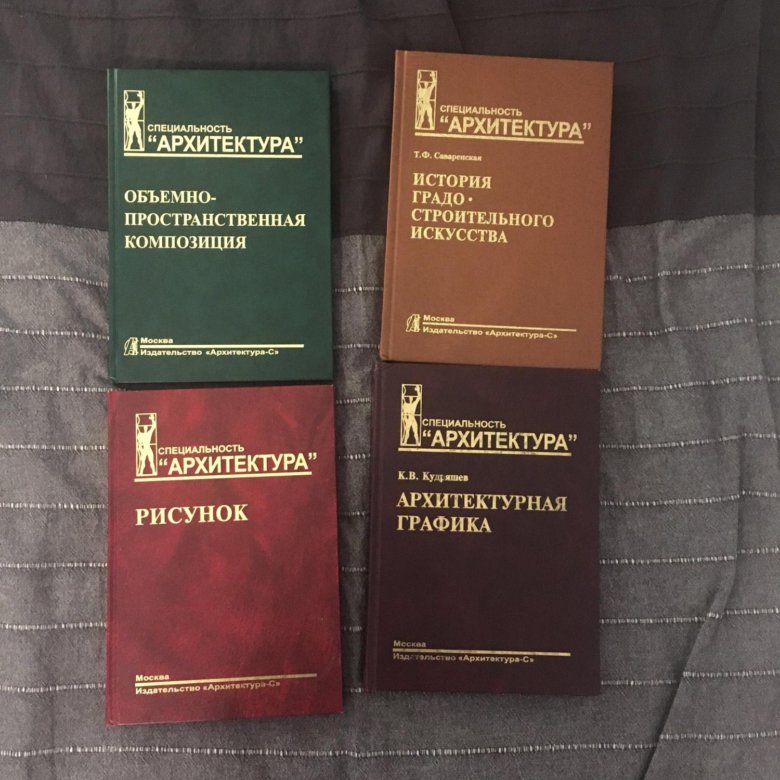 СПЕЦИАЛЬНОСТЬ
"АРХИТЕКТУРА"
ОБЪЕМНО-
ПРОСТРАНСТВЕННАЯ
КОМПОЗИЦИЯ
Москва
Издательство «Архитектура-С»
СПЕЦИАЛЬНОСТЬ
"АРХИТЕКТУРА"
Т.Ф. Саваренская
ИСТОРИЯ
ГРАДО-
СТРОИТЕЛЬНОГО
ИСКУССТВА
Москва
Издательство «Архитектура-С»
СПЕЦИАЛЬНОСТЬ
"АРХИТЕКТУРА"
РИСУНОК
Москва
Издательство «Архитектура-С»
СПЕЦИАЛЬНОСТЬ
"АРХИТЕКТУРА"
К.В. Кудряшев
АРХИТЕКТУРНАЯ
ГРАФИКА
Москва
Издательство «Архитектура-С»